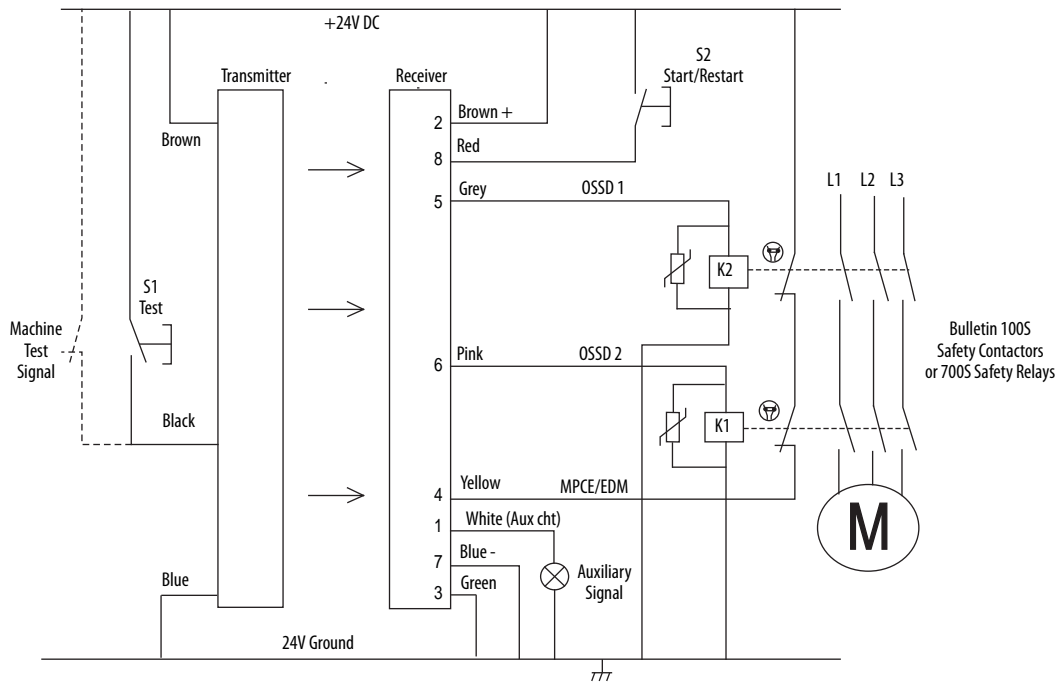 +24V DC
S2
Start/Restart
Transmitter
Receiver
Brown
2
Brown +
8
Red
5
Grey
OSSD 1
L1
L2
L3
K2
S1
Test
Machine
Test
Signal
Bulletin 100S
Safety Contactors
or 700S Safety Relays
6
Pink
OSSD 2
K1
Black
4
Yellow
MPCE/EDM
1
White (Aux cht)
7
Blue -
3
Green
Auxiliary
Signal
M
Blue
24V Ground